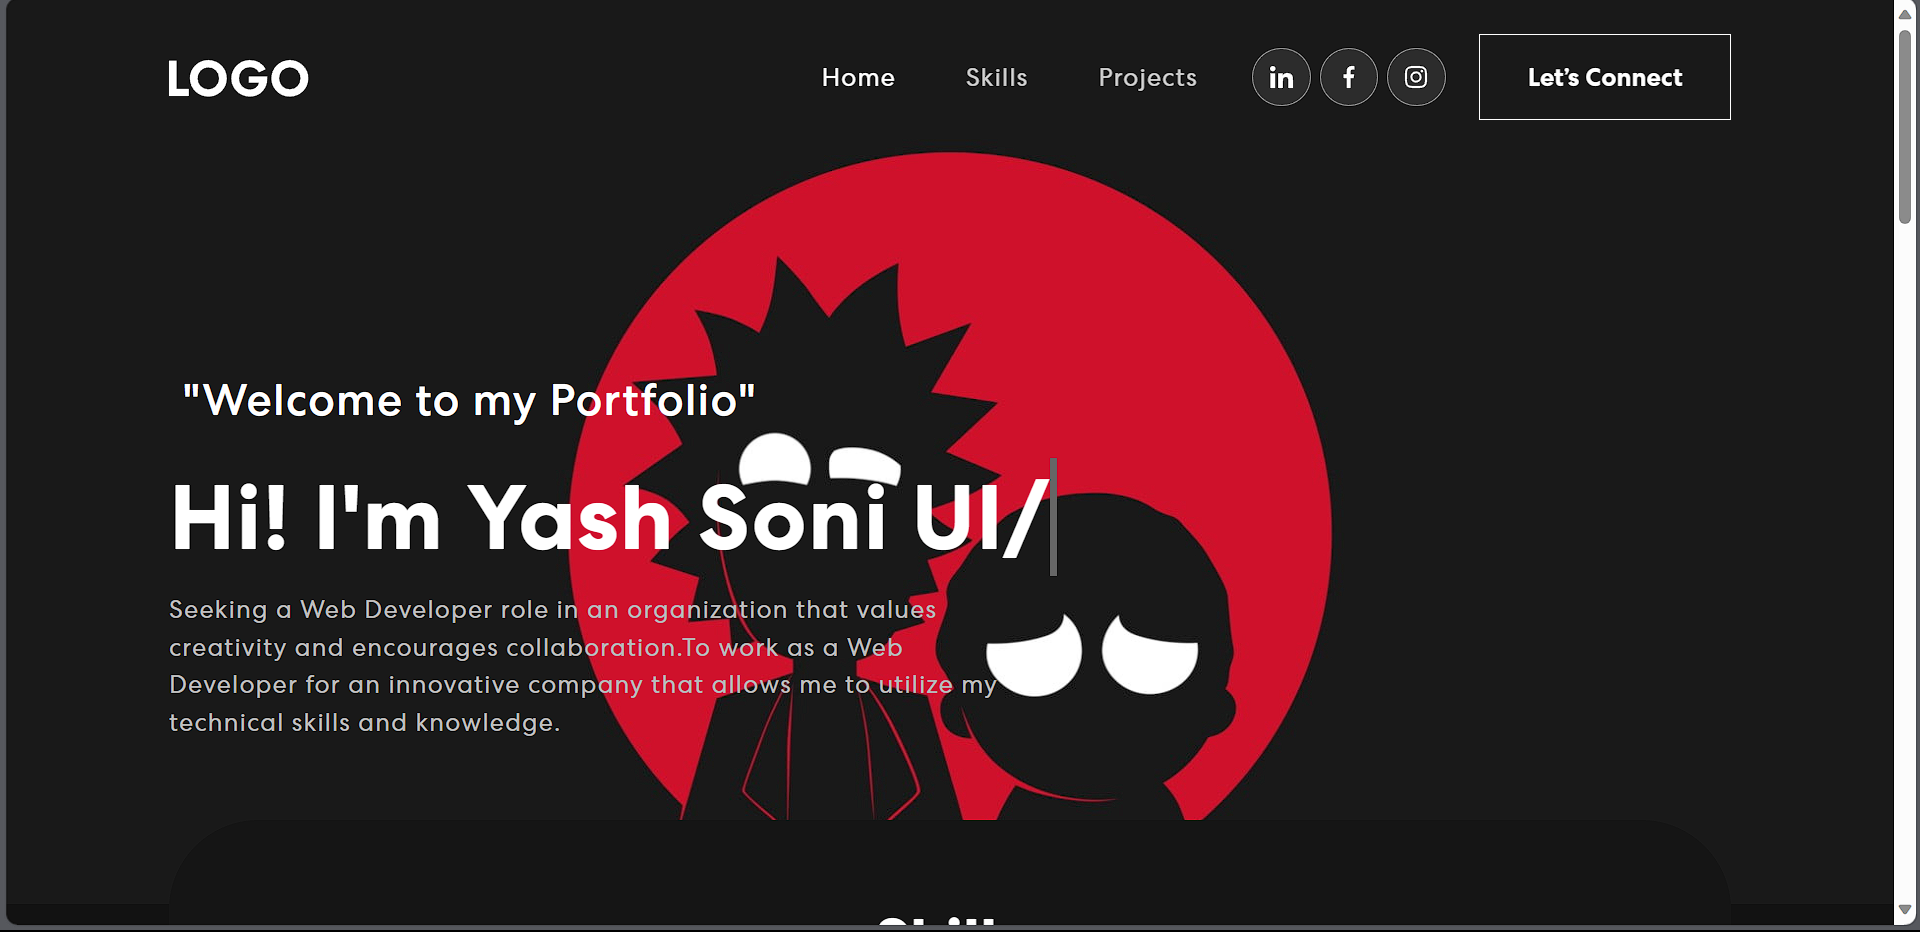 LOGO
Home Skills Projects in f Let’s Connect
"Welcome to my Portfolio"
Hi! I'm Yash Soni UI/
Seeking a Web Developer role in an organization that values
creativity and encourages collaboration.To work as a Web
Developer for an innovative company that allows me to utilize my
technical skills and knowledge.